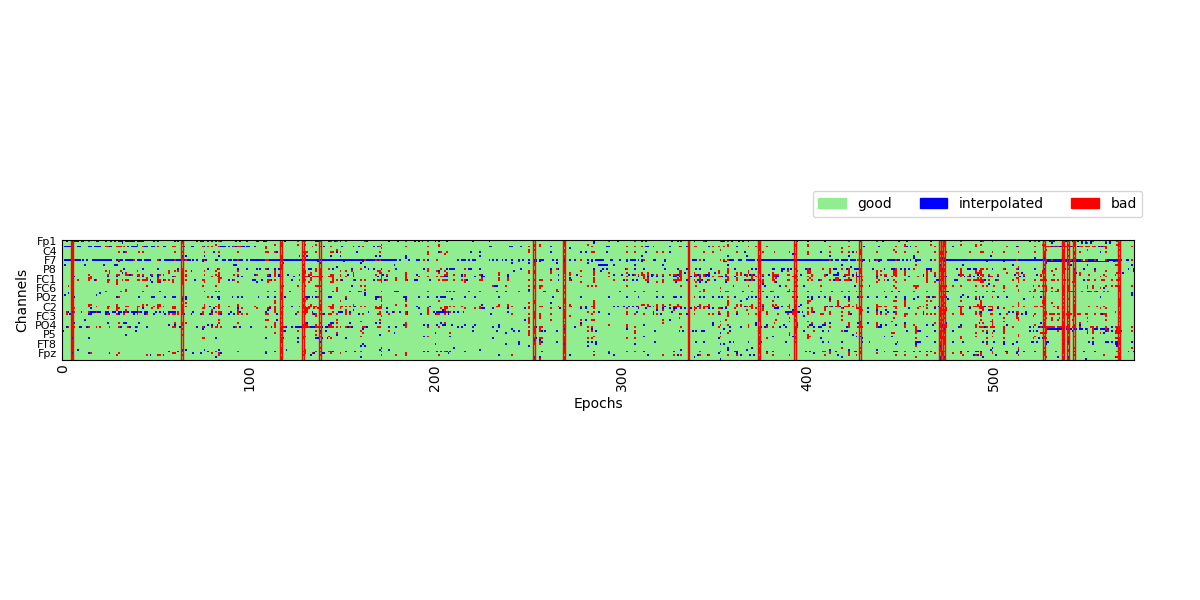 good interpolated bad
Fp1
C4
F7
P8
FC1
FC6
POz
C2
FC3
PO4
P5
FT8
Fpz
Channels
0 100 200 300 400 500
Epochs